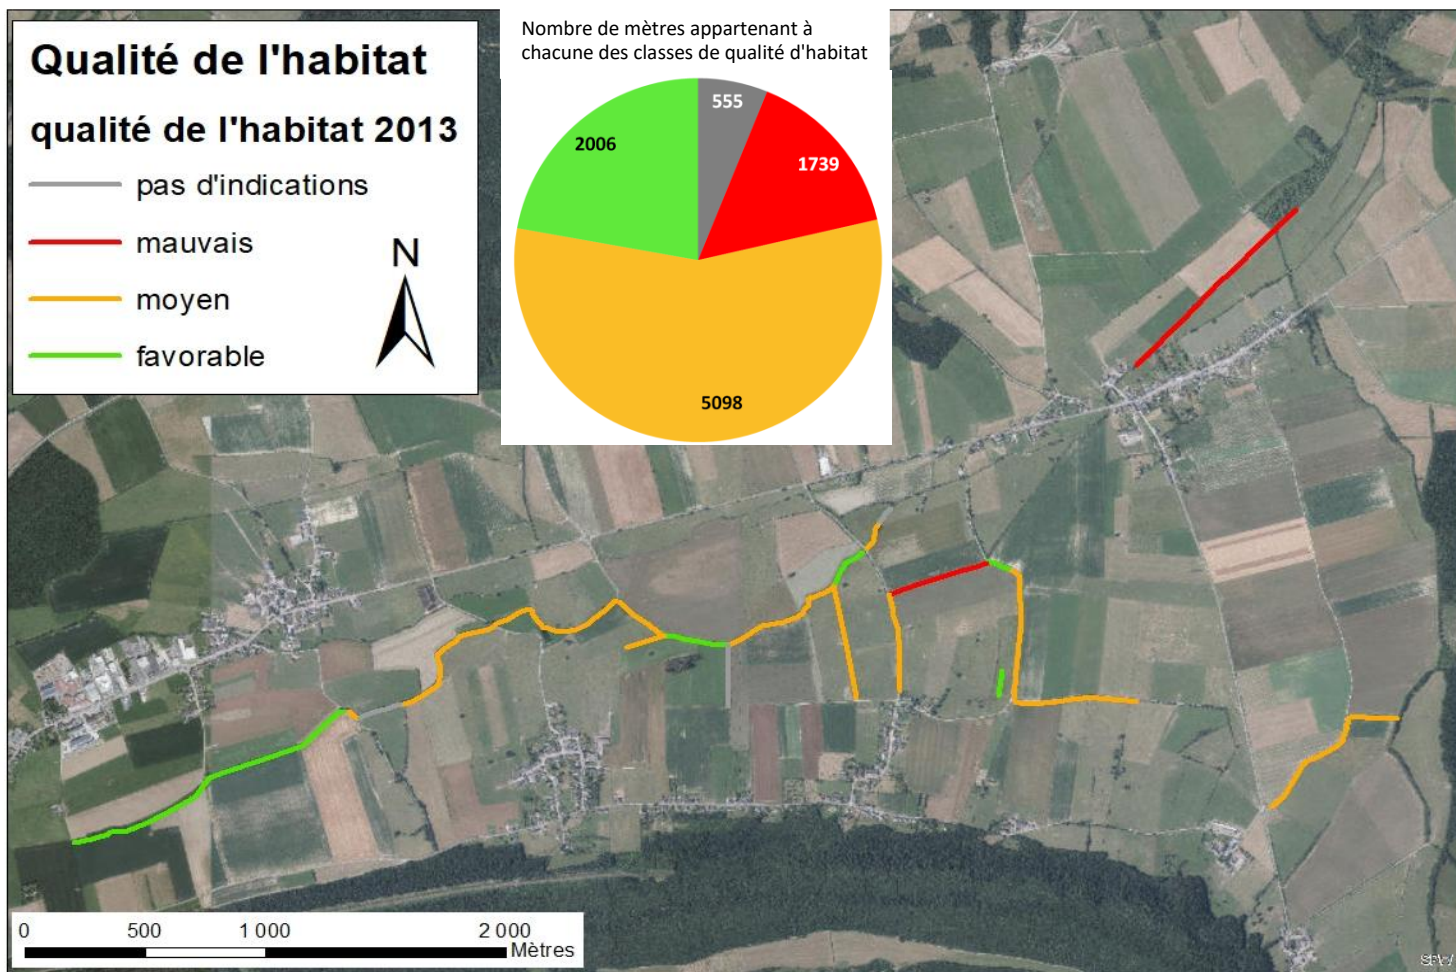 Qualité de l'habitat
qualité de l'habitat 2013
pas d'indications
mauvais
moyen
favorable
N
Nombre de mètres appartenant à
chacune des classes de qualité d'habitat
555
1739
2006
5098
0 500 1 000 2 000
Mètres